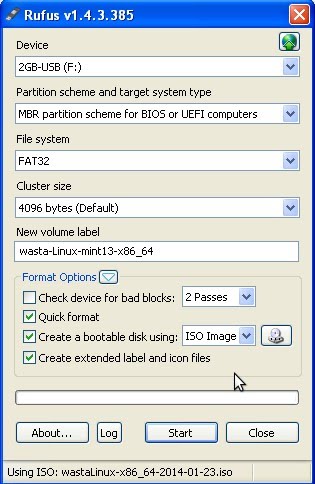 Rufus v1.4.3.385
Device
2GB-USB (F:)
Partition scheme and target system type
MBR partition scheme for BIOS or UEFI computers
File system
FAT32
Cluster size
4096 bytes (Default)
New volume label
wasta-Linux-mint13-x86_64
Format Options
Check device for bad blocks: 2 Passes
Quick format
Create a bootable disk using: ISO Image
Create extended label and icon files
About... Log Start Close
Using ISO: wastaLinux-x86_64-2014-01-23.iso